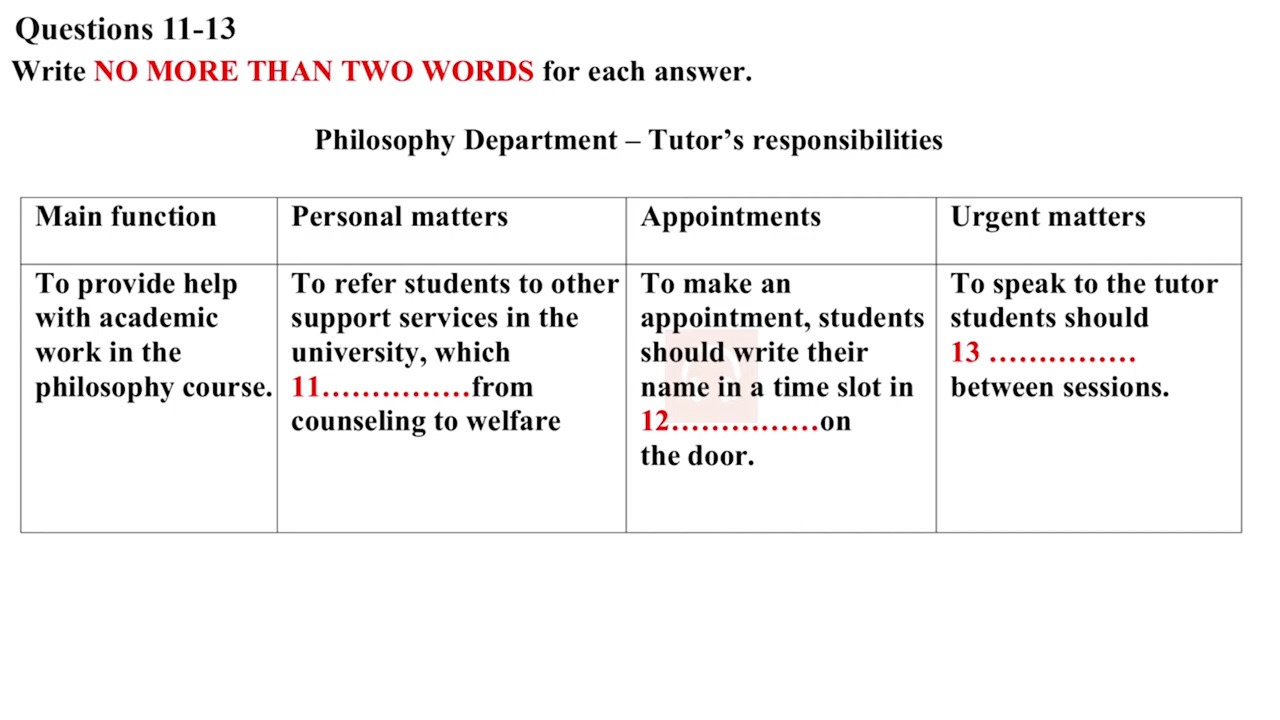 Questions 11-13
Write NO MORE THAN TWO WORDS for each answer.
Philosophy Department – Tutor's responsibilities
Main function
Personal matters
Appointments
Urgent matters
To provide help
with academic
work in the
philosophy course.
To refer students to other
support services in the
university, which
11……………from
counseling to welfare
To make an
appointment, students
should write their
name in a time slot in
12……………on
the door.
To speak to the tutor
students should
13 ……………
between sessions.